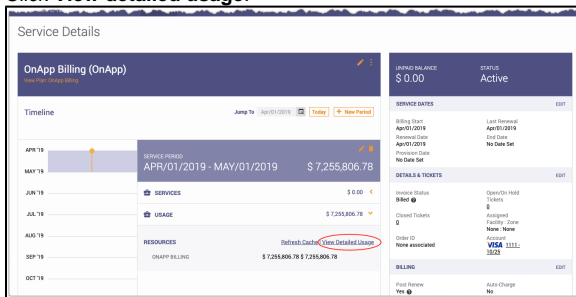 Click View detailed usage.
Service Details
OnApp Billing (OnApp)
View Plan: OnApp Billing
Timeline
Jump To Apr/01/2019 Today + New Period
APR '19
MAY '19
JUN '19
JUL '19
AUG '19
SEP '19
OCT '19
SERVICE PERIOD
APR/01/2019 - MAY/01/2019 $ 7,255,806.78
SERVICES $ 0.00
USAGE $ 7,255,806.78
RESOURCES Refresh Cache View Detailed Usage
ONAPP BILLING $ 7,255,806.78 $ 7,255,806.78
UNPAID BALANCE STATUS
$ 0.00 Active
SERVICE DATES EDIT
Billing Start Last Renewal
Apr/01/2019 Apr/01/2019
Renewal Date End Date
Apr/01/2019 No Date Set
Provision Date
No Date Set
DETAILS & TICKETS EDIT
Invoice Status Open/On Hold
Billed Tickets
0
Closed Tickets Assigned
0 Facility : Zone
None : None
Order ID Account
None associated VISA 1111 -
10/25
BILLING EDIT
Post Renew Auto-Charge
Yes No